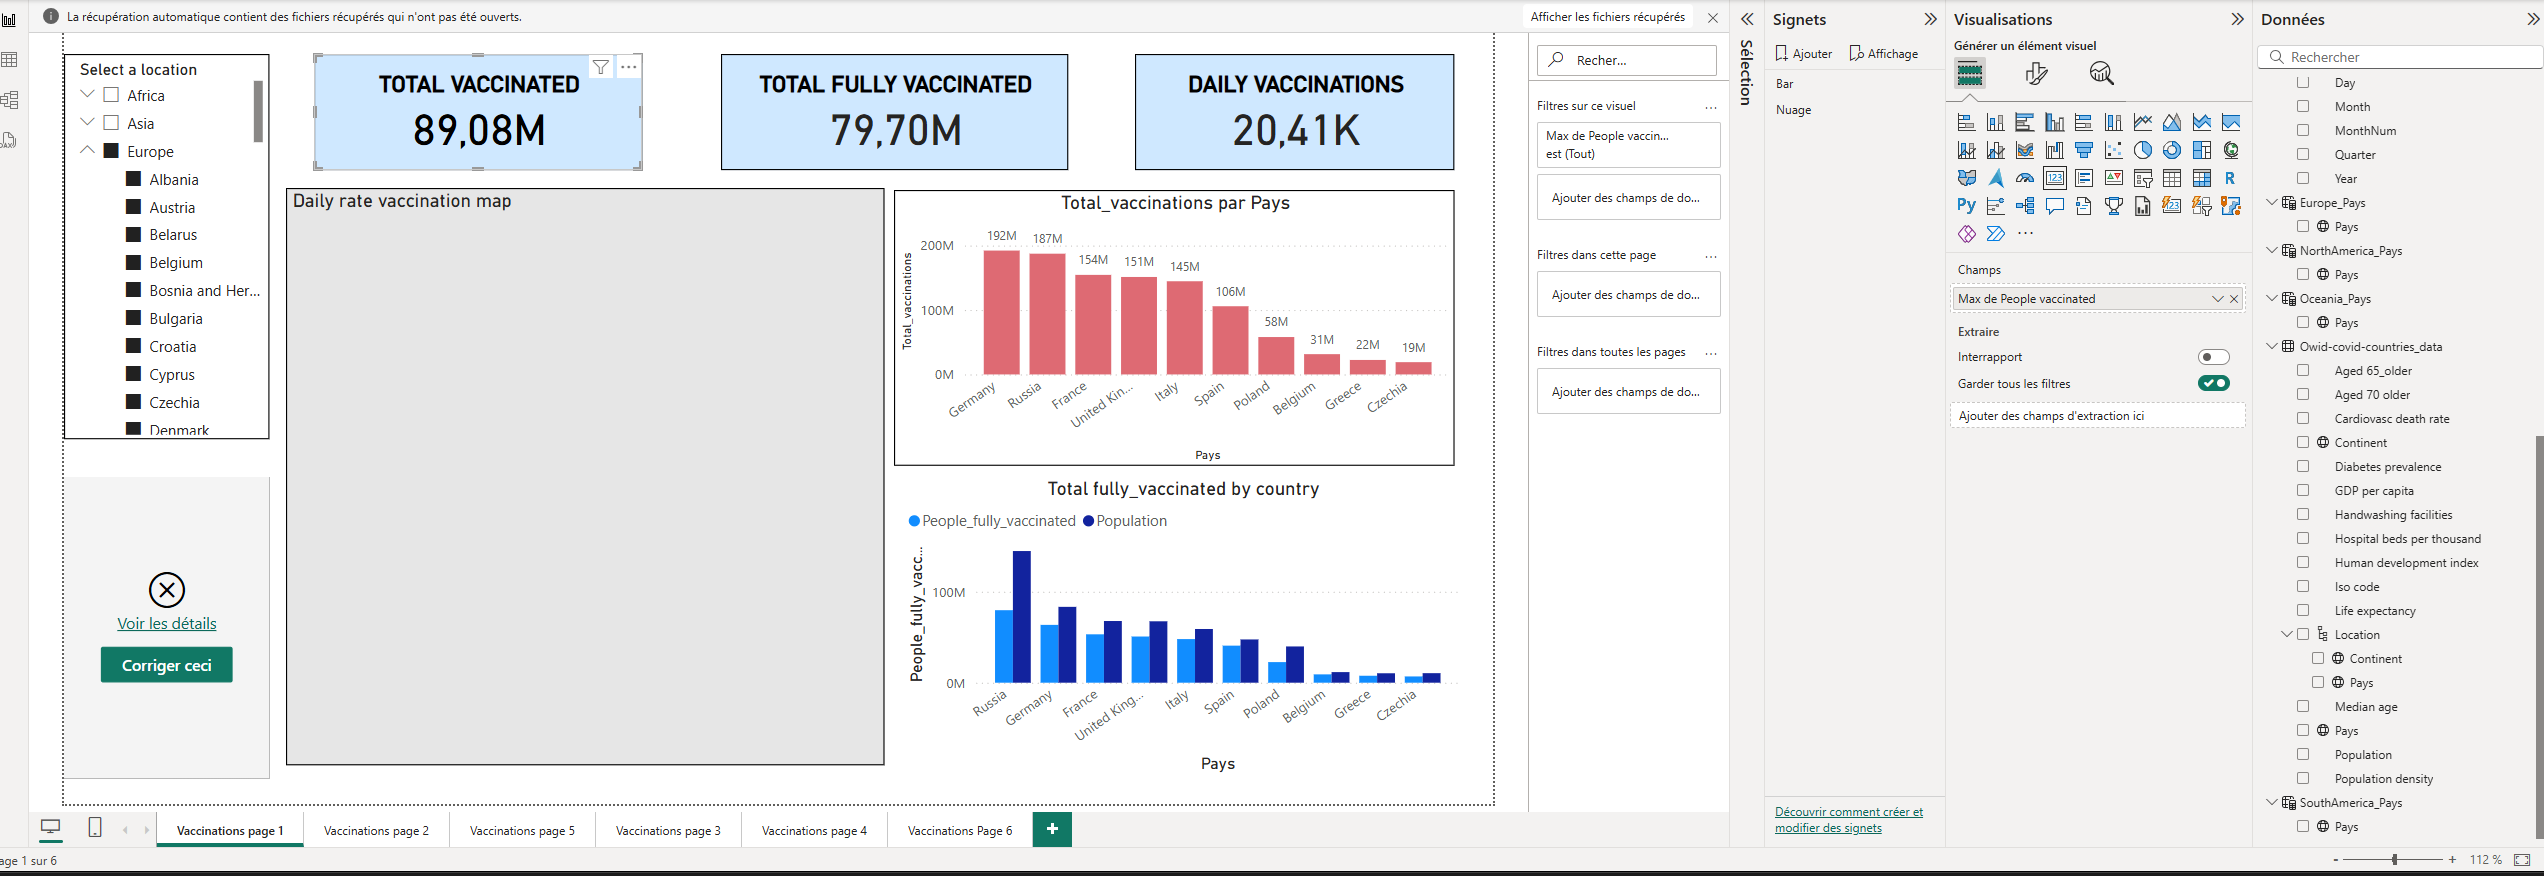 La récupération automatique contient des fichiers récupérés qui n'ont pas été ouverts.
Afficher les fichiers récupérés
Select a location
Africa
Asia
Europe
Albania
Austria
Belarus
Belgium
Bosnia and Her...
Bulgaria
Croatia
Cyprus
Czechia
Denmark
Voir les détails
Corriger ceci
TOTAL VACCINATED
89,08M
TOTAL FULLY VACCINATED
79,70M
DAILY VACCINATIONS
20,41K
Daily rate vaccination map
Total_vaccinations par Pays
Total_vaccinations
200M
100M
0M
192M
187M
154M
151M
145M
106M
58M
31M
22M
19M
Germany
Russia
France
United Kin...
Italy
Spain
Poland
Belgium
Greece
Czechia
Pays
Total fully_vaccinated by country
People_fully_vaccinated
Population
People_fully_vacc...
100M
0M
Russia
Germany
France
United King...
Italy
Spain
Poland
Belgium
Greece
Czechia
Pays
Recher...
Filtres sur ce visuel
...
Max de People vaccin...
est (Tout)
Ajouter des champs de do...
Filtres dans cette page
...
Ajouter des champs de do...
Filtres dans toutes les pages
...
Ajouter des champs de do...
Sélection
Signets
Ajouter
Affichage
Bar
Nuage
Découvrir comment créer et
modifier des signets
Visualisations
Générer un élément visuel
123
R
Py
123
...
Champs
Max de People vaccinated
Extraire
Interrapport
Garder tous les filtres
Ajouter des champs d'extraction ici
Données
Rechercher
Day
Month
MonthNum
Quarter
Year
Europe_Pays
Pays
NorthAmerica_Pays
Pays
Oceania_Pays
Pays
Owid-covid-countries_data
Aged 65_older
Aged 70 older
Cardiovasc death rate
Continent
Diabetes prevalence
GDP per capita
Handwashing facilities
Hospital beds per thousand
Human development index
Iso code
Life expectancy
Location
Continent
Pays
Median age
Pays
Population
Population density
SouthAmerica_Pays
Pays
Vaccinations page 1
Vaccinations page 2
Vaccinations page 5
Vaccinations page 3
Vaccinations page 4
Vaccinations Page 6
+
age 1 sur 6
- + 112 %